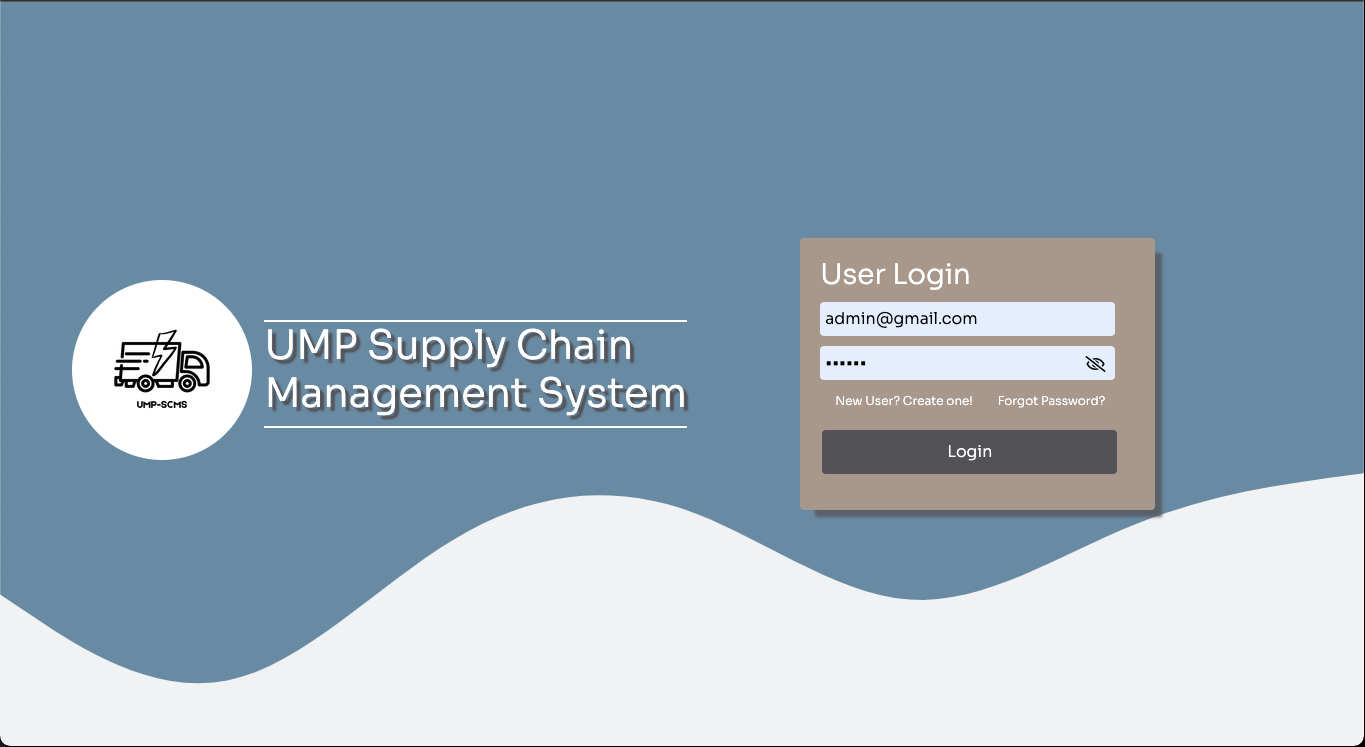 UMP-SCMS
UMP Supply Chain
Management System
User Login
admin@gmail.com
••••••
New User? Create one! Forgot Password?
Login